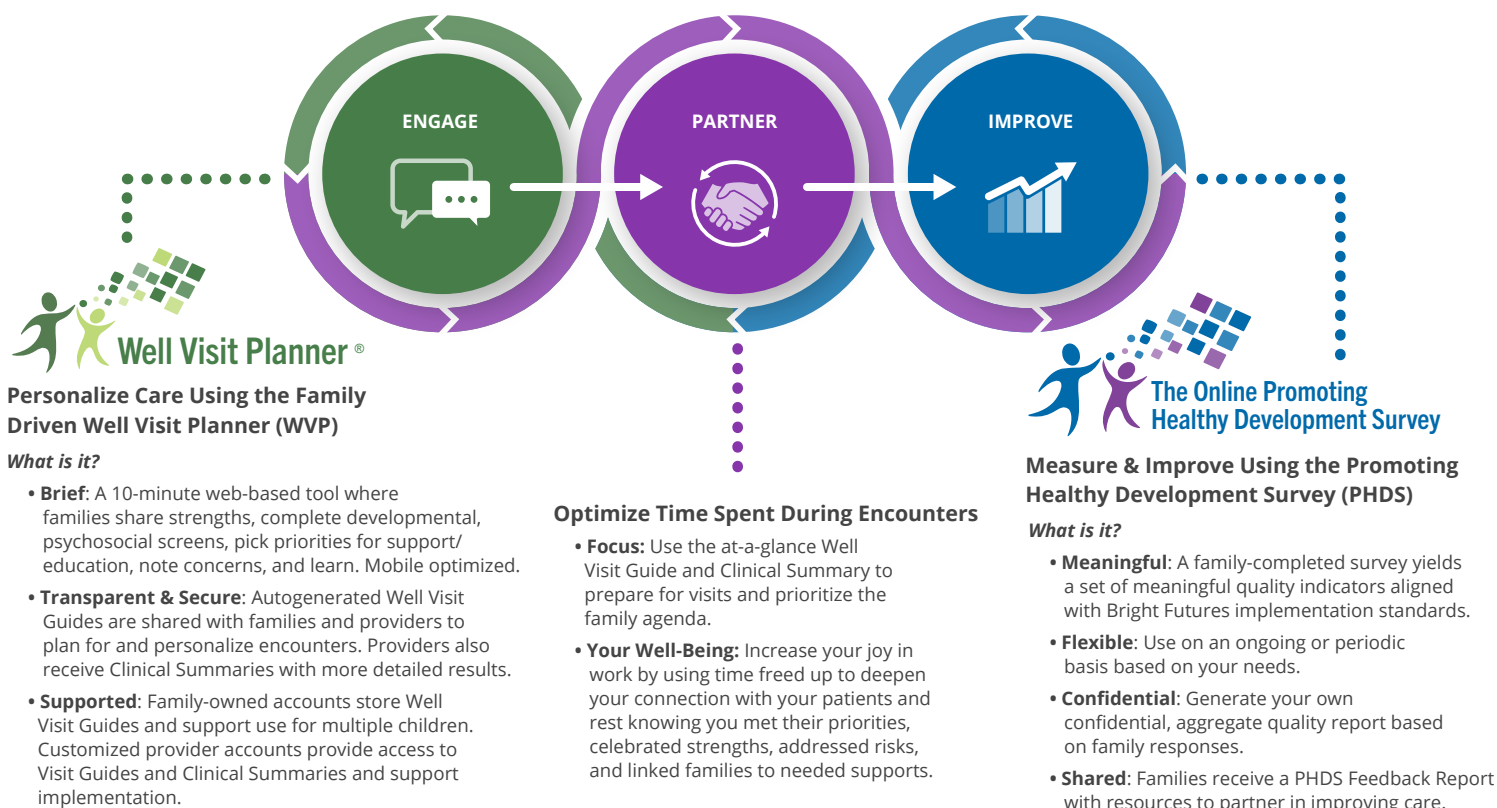 ENGAGE
PARTNER
IMPROVE
Well Visit Planner ®
Personalize Care Using the Family
Driven Well Visit Planner (WVP)
What is it?
• Brief: A 10-minute web-based tool where
families share strengths, complete developmental,
psychosocial screens, pick priorities for support/
education, note concerns, and learn. Mobile optimized.
• Transparent & Secure: Autogenerated Well Visit
Guides are shared with families and providers to
plan for and personalize encounters. Providers also
receive Clinical Summaries with more detailed results.
• Supported: Family-owned accounts store Well
Visit Guides and support use for multiple children.
Customized provider accounts provide access to
Visit Guides and Clinical Summaries and support
implementation.
Optimize Time Spent During Encounters
• Focus: Use the at-a-glance Well
Visit Guide and Clinical Summary to
prepare for visits and prioritize the
family agenda.
• Your Well-Being: Increase your joy in
work by using time freed up to deepen
your connection with your patients and
rest knowing you met their priorities,
celebrated strengths, addressed risks,
and linked families to needed supports.
The Online Promoting
Healthy Development Survey
Measure & Improve Using the Promoting
Healthy Development Survey (PHDS)
What is it?
• Meaningful: A family-completed survey yields
a set of meaningful quality indicators aligned
with Bright Futures implementation standards.
• Flexible: Use on an ongoing or periodic
basis based on your needs.
• Confidential: Generate your own
confidential, aggregate quality report based
on family responses.
• Shared: Families receive a PHDS Feedback Report
with resources to partner in improving care.